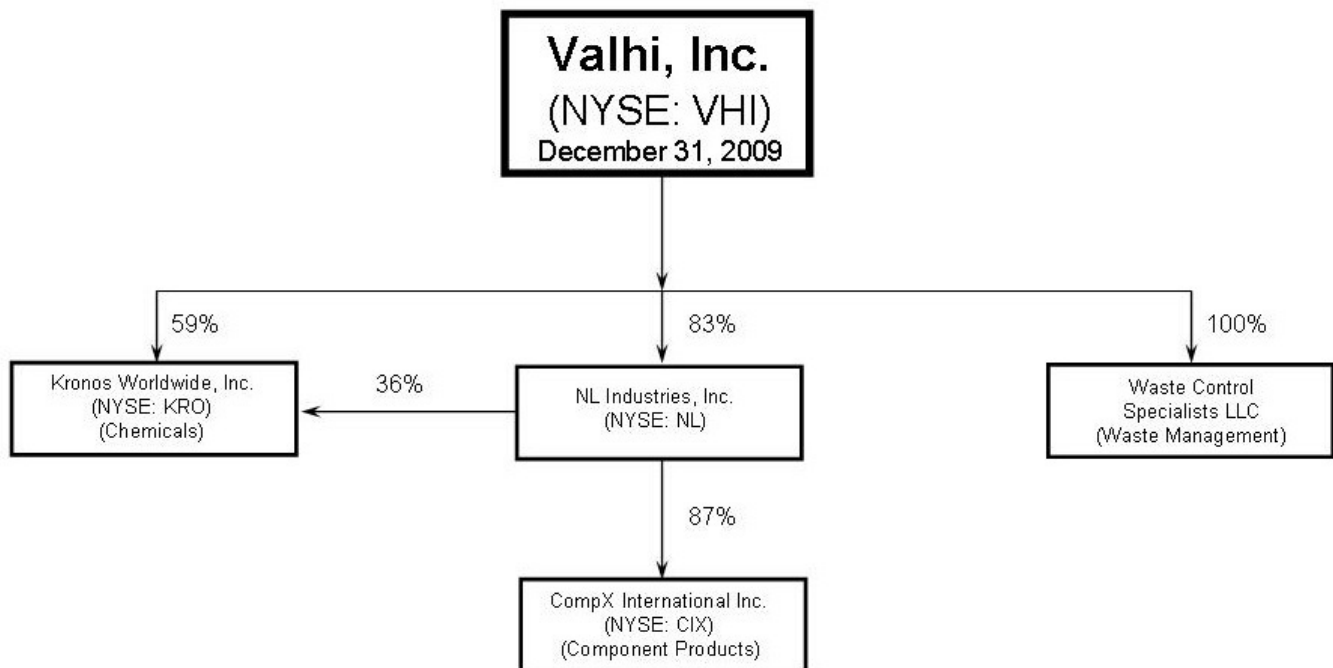 Valhi, Inc.
(NYSE: VHI)
December 31, 2009
59%
83%
100%
Kronos Worldwide, Inc.
(NYSE: KRO)
(Chemicals)
36%
NL Industries, Inc.
(NYSE: NL)
Waste Control
Specialists LLC
(Waste Management)
87%
CompX International Inc.
(NYSE: CIX)
(Component Products)